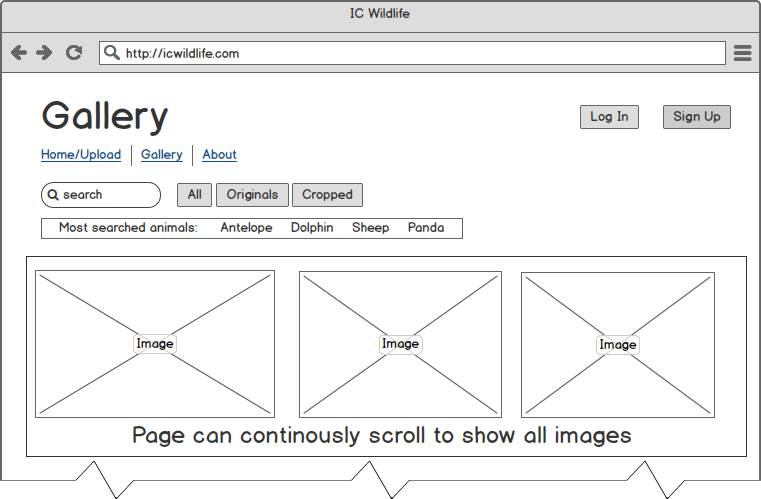 IC Wildlife
http://icwildlife.com
Gallery
Log In
Sign Up
Home/Upload
Gallery
About
search
All
Originals
Cropped
Most searched animals: Antelope Dolphin Sheep Panda
Image
Image
Image
Page can continously scroll to show all images